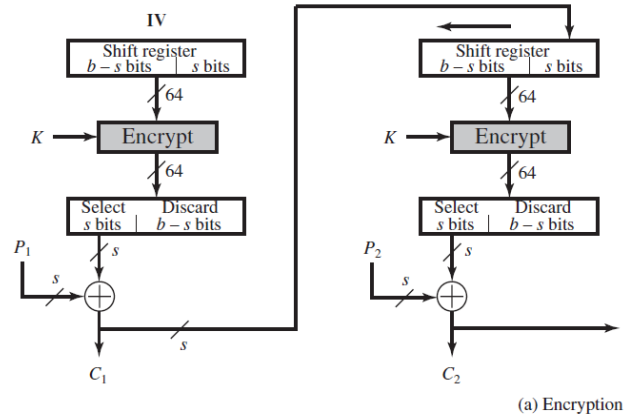 IV
Shift register
b – s bits | s bits
64
K
Encrypt
64
Select Discard
s bits | b – s bits
P1
s
s
s
C1
Shift register
b – s bits | s bits
64
K
Encrypt
64
Select Discard
s bits | b – s bits
P2
s
s
C2
(a) Encryption